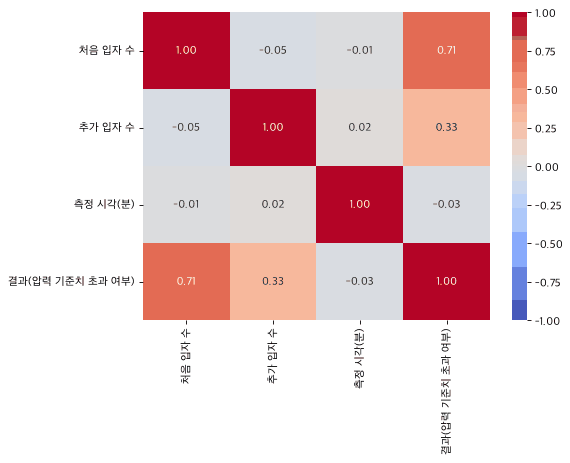 처음 입자 수
1.00 -0.05 -0.01 0.71
추가 입자 수
-0.05 1.00 0.02 0.33
측정 시각(분)
-0.01 0.02 1.00 -0.03
결과(압력 기준치 초과 여부)
0.71 0.33 -0.03 1.00
처음 입자 수
추가 입자 수
측정 시각(분)
결과(압력 기준치 초과 여부)
1.00
0.75
0.50
0.25
0.00
-0.25
-0.50
-0.75
-1.00